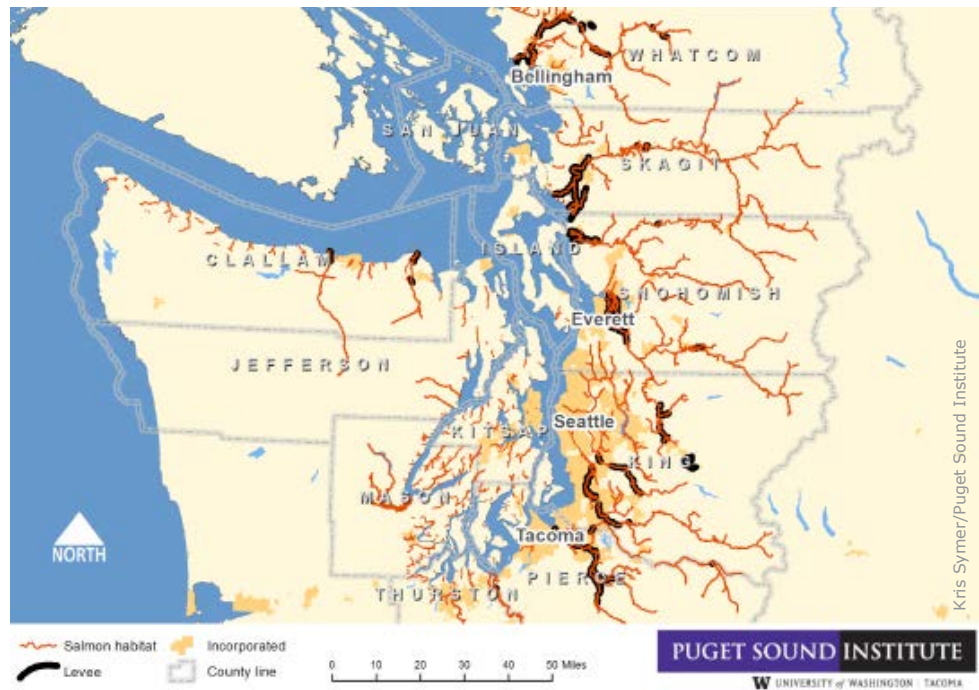 WHATCOM
Bellingham
SAN JUAN
SKAGIT
ISLAND
CLALLAM
SNOHOMISH
Everett
JEFFERSON
Seattle
KITSAP
KING
MASON
Tacoma
NORTH
PIERCE
THURSTON
Kris Symer/Puget Sound Institute
Salmon habitat
Incorporated
Levee
County line
0 10 20 30 40 50 Miles
PUGET SOUND INSTITUTE
W UNIVERSITY of WASHINGTON | TACOMA